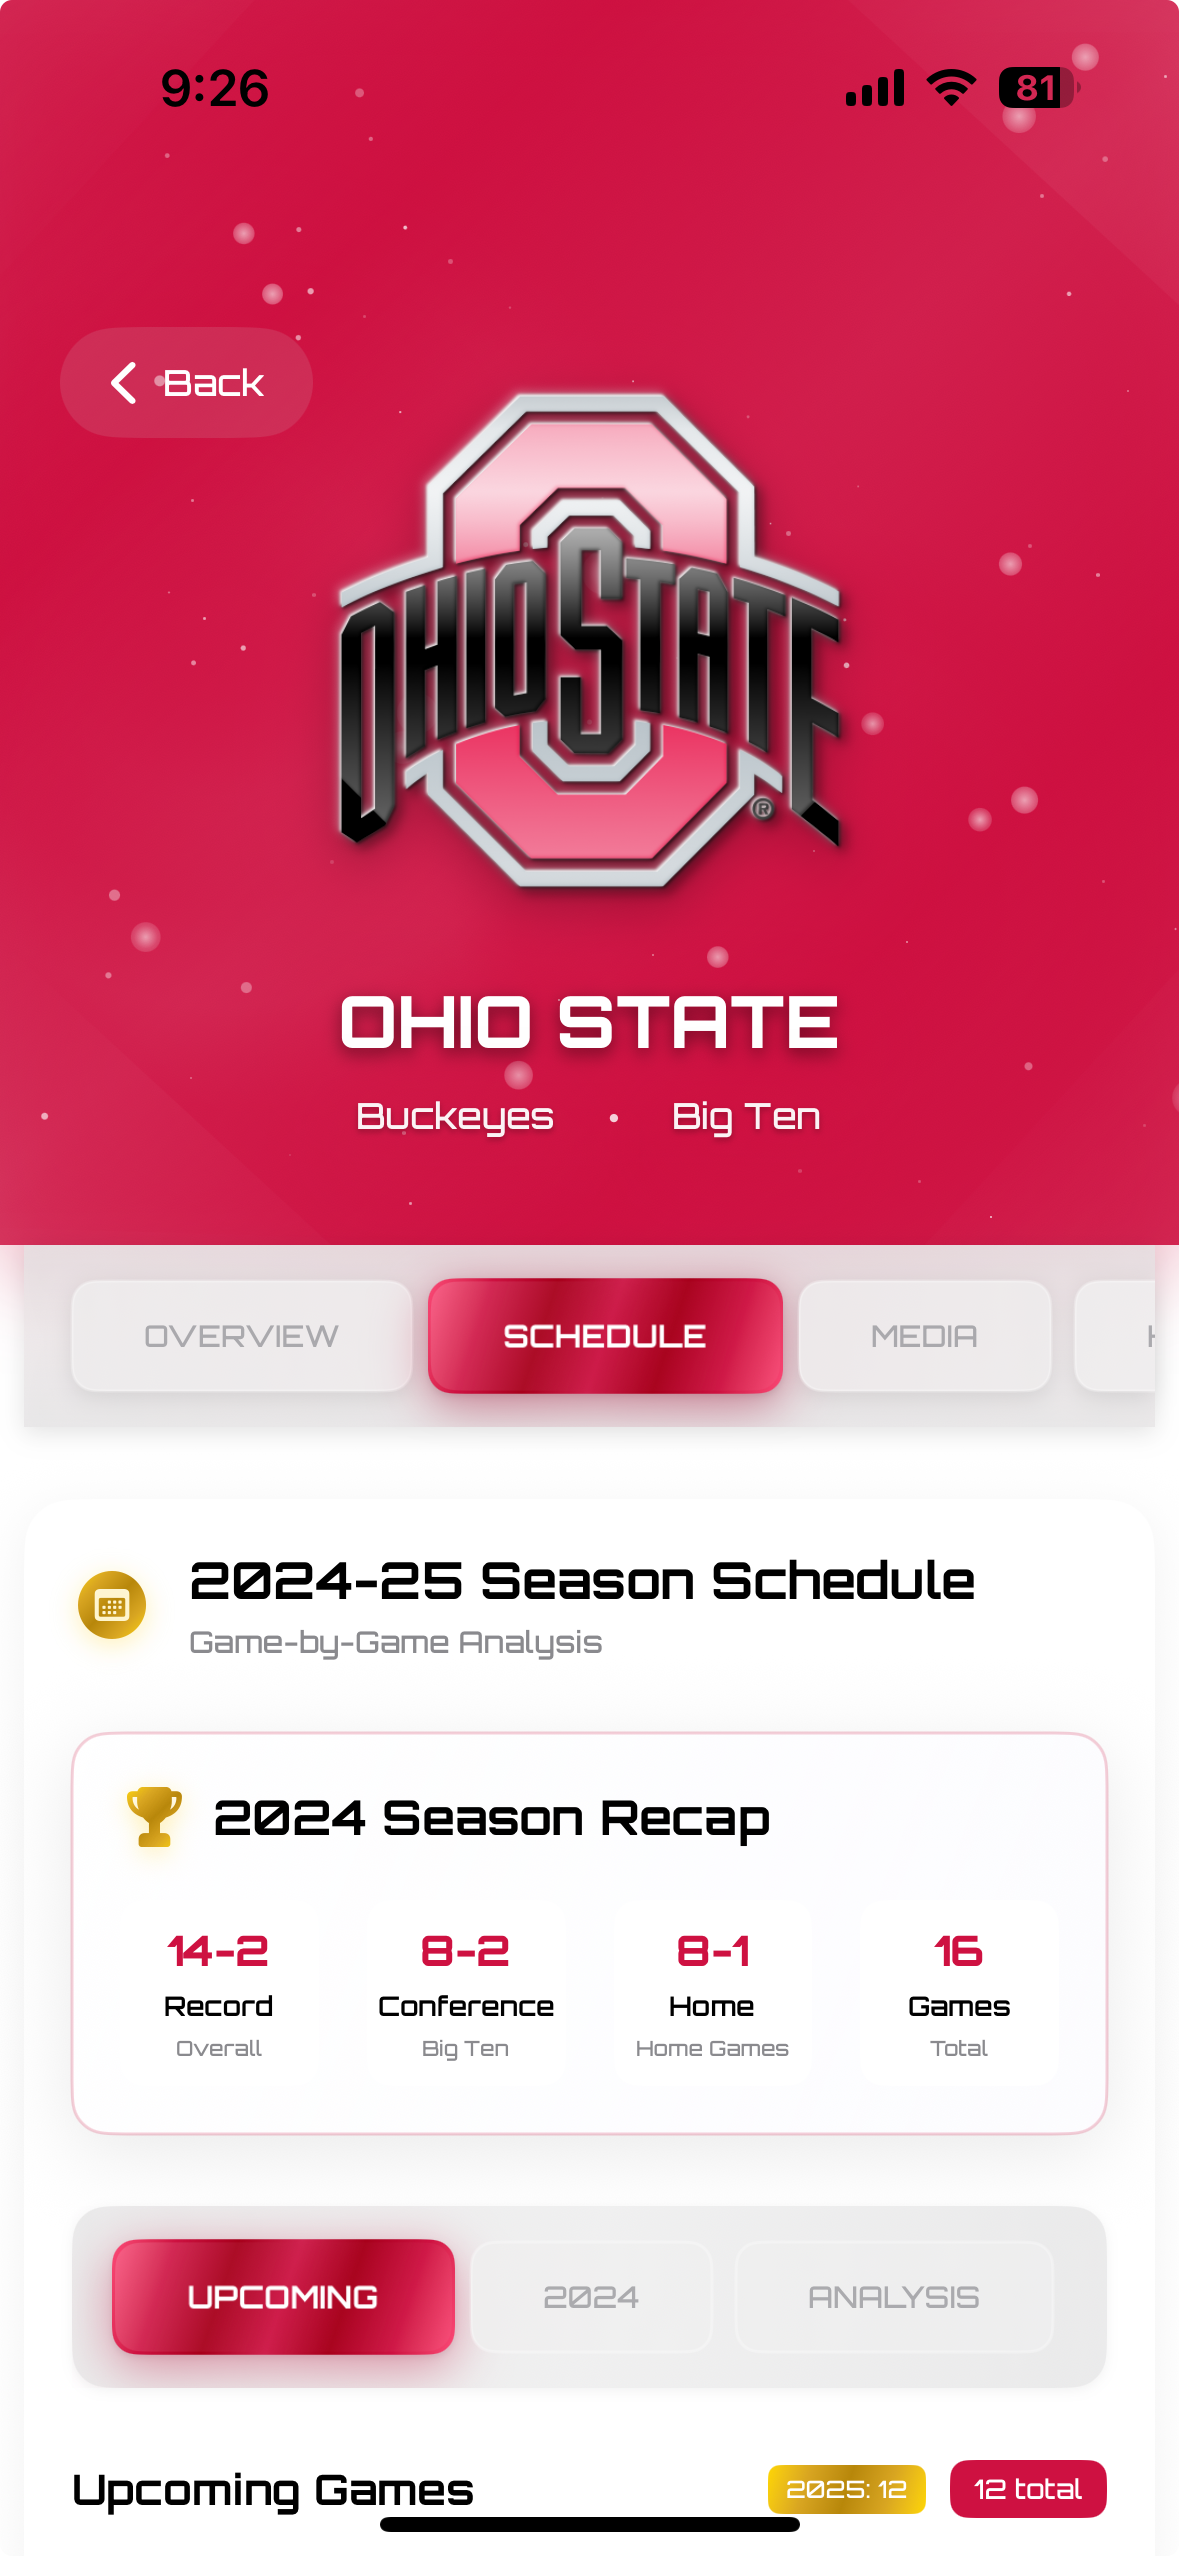 9:26
81
Back
OHIO STATE
®
OHIO STATE
Buckeyes • Big Ten
OVERVIEW
SCHEDULE
MEDIA
2024-25 Season Schedule
Game-by-Game Analysis
2024 Season Recap
14-2
Record
Overall
8-2
Conference
Big Ten
8-1
Home
Home Games
16
Games
Total
UPCOMING
2024
ANALYSIS
Upcoming Games
2025: 12
12 total